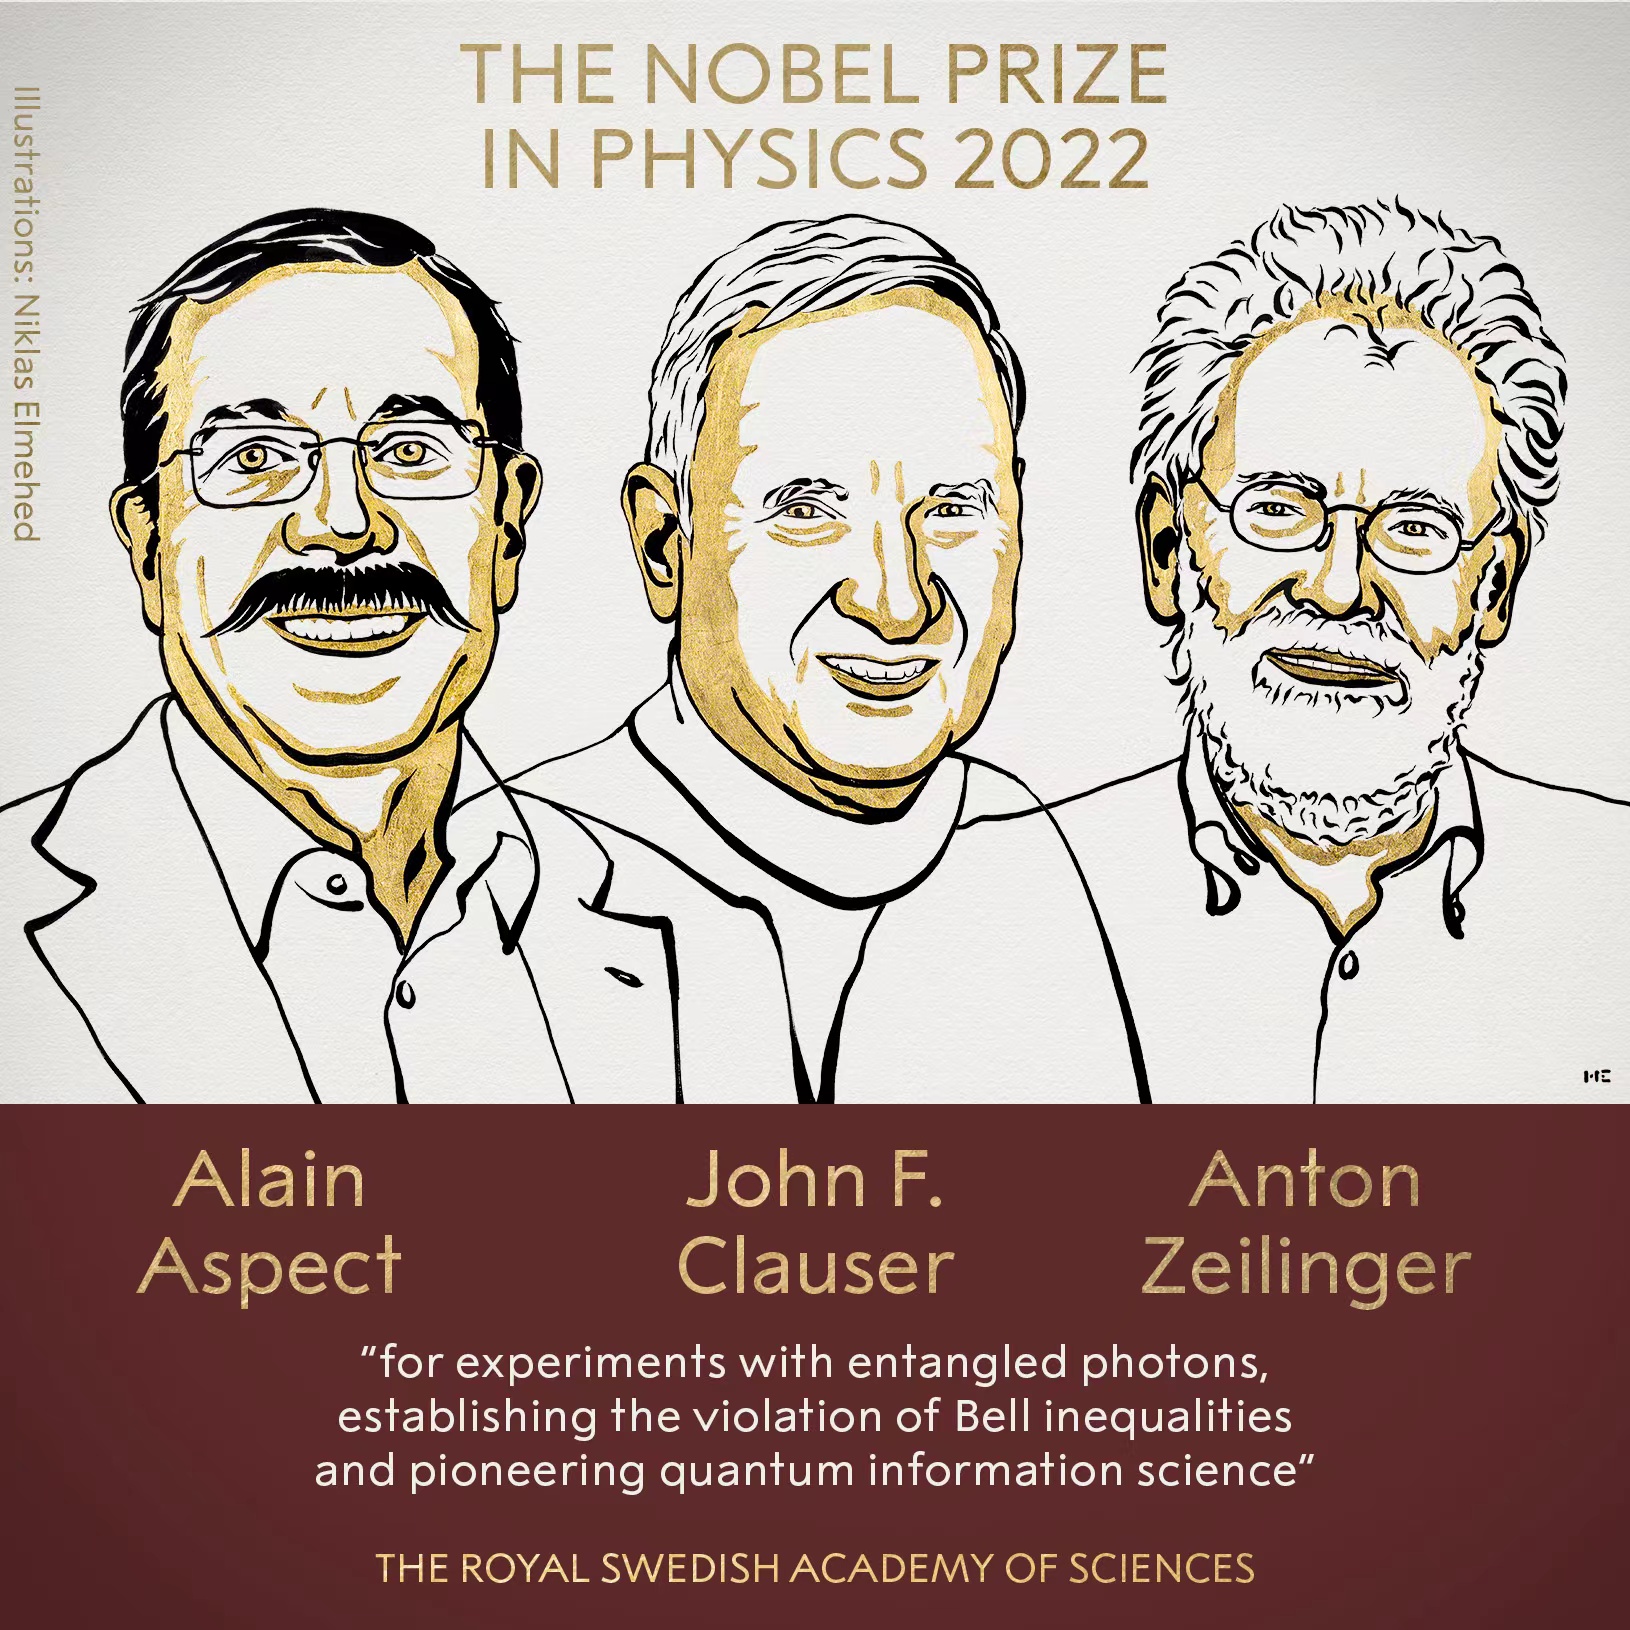 THE NOBEL PRIZE
IN PHYSICS 2022
Illustrations: Niklas Elmehed
Alain
Aspect
John F.
Clauser
Anton
Zeilinger
“for experiments with entangled photons,
establishing the violation of Bell inequalities
and pioneering quantum information science”
THE ROYAL SWEDISH ACADEMY OF SCIENCES